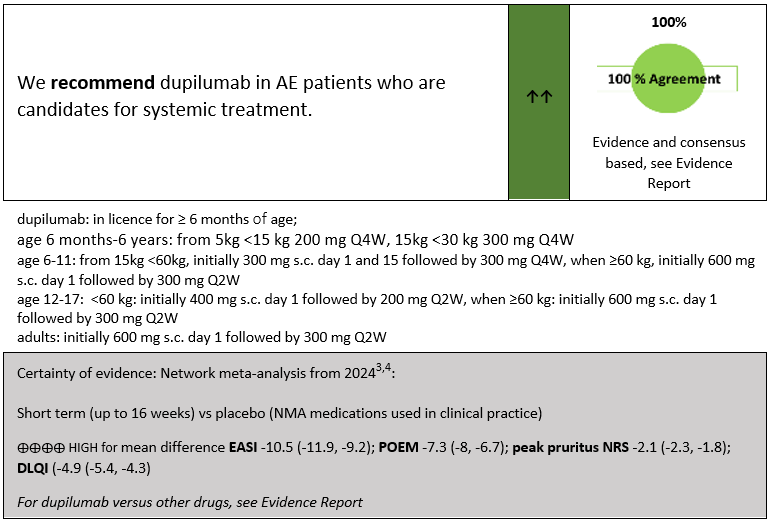 We recommend dupilumab in AE patients who are
candidates for systemic treatment.
↑↑
100%
100 % Agreement
Evidence and consensus
based, see Evidence
Report
dupilumab: in licence for ≥ 6 months of age;
age 6 months-6 years: from 5kg <15 kg 200 mg Q4W, 15kg <30 kg 300 mg Q4W
age 6-11: from 15kg <60kg, initially 300 mg s.c. day 1 and 15 followed by 300 mg Q4W, when ≥60 kg, initially 600 mg
s.c. day 1 followed by 300 mg Q2W
age 12-17:  <60 kg: initially 400 mg s.c. day 1 followed by 200 mg Q2W, when ≥60 kg: initially 600 mg s.c. day 1
followed by 300 mg Q2W
adults: initially 600 mg s.c. day 1 followed by 300 mg Q2W
Certainty of evidence: Network meta-analysis from 2024³,⁴:
Short term (up to 16 weeks) vs placebo (NMA medications used in clinical practice)
⊕⊕⊕⊕ HIGH for mean difference EASI -10.5 (-11.9, -9.2); POEM -7.3 (-8, -6.7); peak pruritus NRS -2.1 (-2.3, -1.8);
DLQI (-4.9 (-5.4, -4.3)
For dupilumab versus other drugs, see Evidence Report